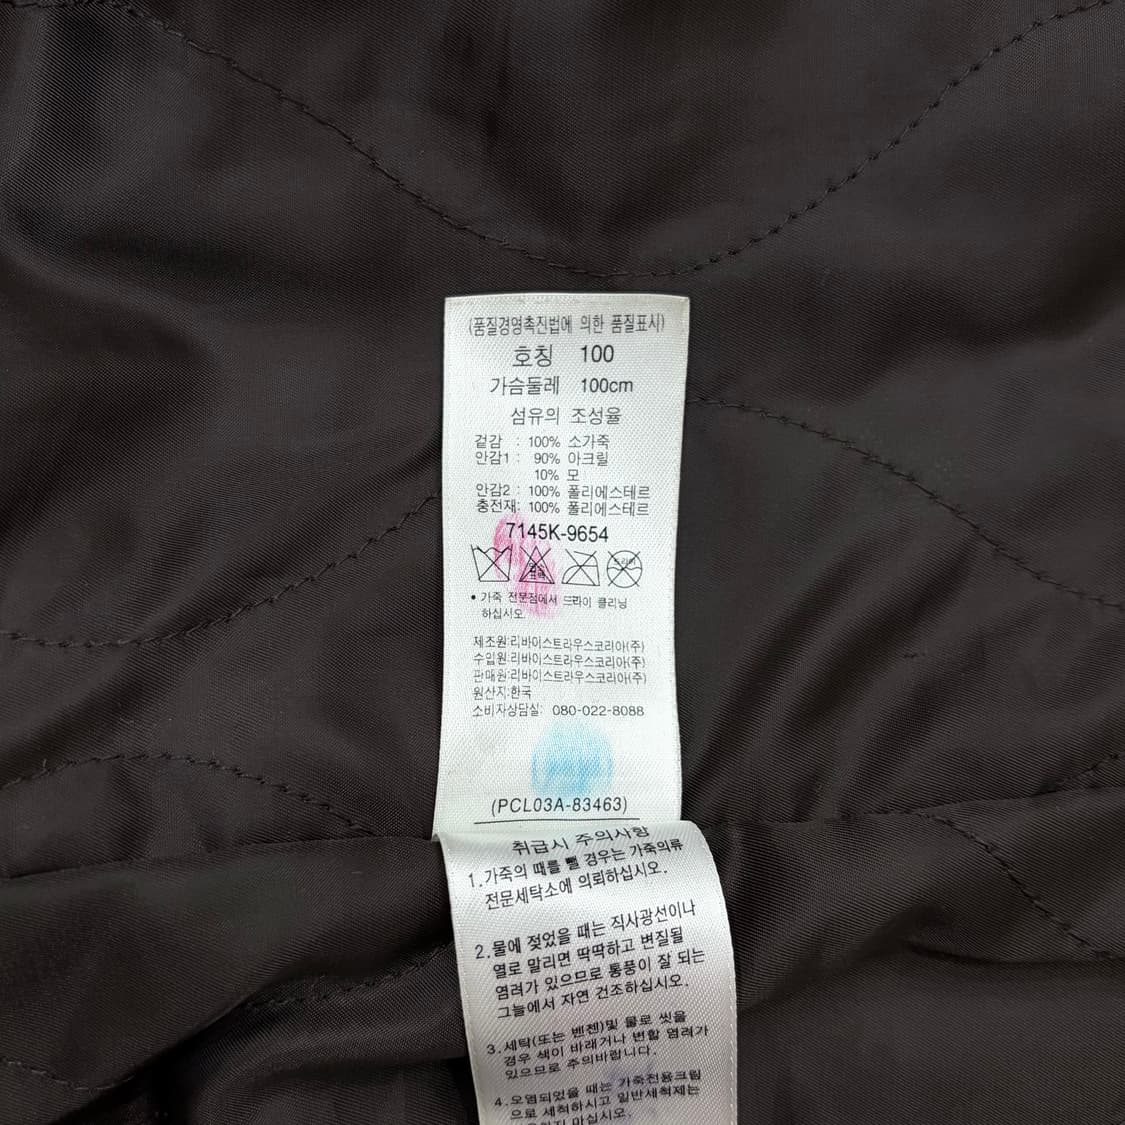 (품질경영촉진법에 의한 품질표시)
호칭 100
가슴둘레 100cm
섬유의 조성율
겉감 : 100% 소가죽
안감1 : 90% 아크릴
10% 모
안감2 : 100% 폴리에스테르
충전재: 100% 폴리에스테르
7145K-9654
드라이
• 가죽 전문점에서 드라이 클리닝
하십시오.
제조원:리바이스트라우스코리아(주)
수입원:리바이스트라우스코리아(주)
판매원:리바이스트라우스코리아(주)
원산지:한국
소비자상담실: 080-022-8088
(PCL03A-83463)
취급시 주의사항
1.가죽의 때를 뺄 경우는 가죽의류
전문세탁소에 의뢰하십시오.
2.물에 젖었을 때는 직사광선이나
열로 말리면 딱딱하고 변질될
염려가 있으므로 통풍이 잘 되는
그늘에서 자연 건조하십시오.
3.세탁(또는 벤젠)및 물로 씻을
경우 색이 바래거나 변할 염려가
있으므로 주의바랍니다.
4.오염되었을 때는 가죽전용크림
으로 세척하시고 일반세척제는
마십시오.